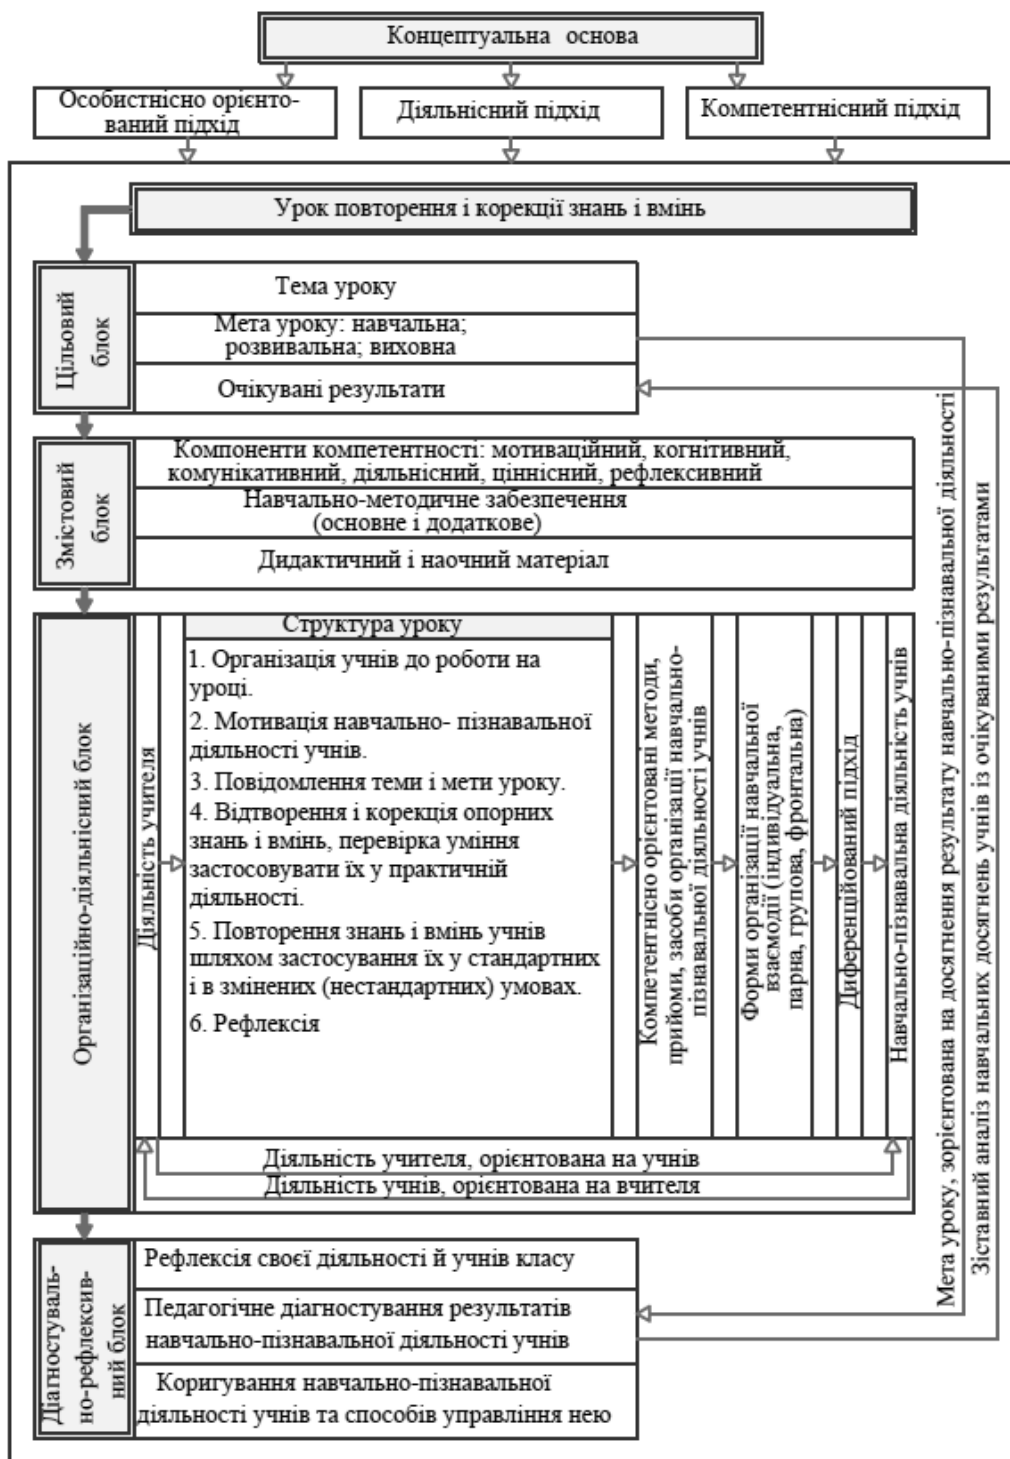 Концептуальна основа
Особистнісно орієнто-
ваний підхід
Діяльнісний підхід
Компетентнісний підхід
Урок повторення і корекції знань і вмінь
Цільовий
блок
Тема уроку
Мета уроку: навчальна;
розвивальна; виховна
Очікувані результати
Змістовий
блок
Компоненти компетентності: мотиваційний, когнітивний,
комунікативний, діяльнісний, ціннісний, рефлексивний
Навчально-методичне забезпечення
(основне і додаткове)
Дидактичний і наочний матеріал
Організаційно-діяльнісний блок
Діяльність учителя
Структура уроку
1. Організація учнів до роботи на
уроці.
2. Мотивація навчально- пізнавальної
діяльності учнів.
3. Повідомлення теми і мети уроку.
4. Відтворення і корекція опорних
знань і вмінь, перевірка уміння
застосовувати їх у практичній
діяльності.
5. Повторення знань і вмінь учнів
шляхом застосування їх у стандартних
і в змінених (нестандартних) умовах.
6. Рефлексія
Компетентнісно орієнтовані методи,
прийоми, засоби організації навчально-
пізнавальної діяльності учнів
Форми організації навчальної
взаємодії (індивідуальна,
парна, групова, фронтальна)
Диференційований підхід
Навчально-пізнавальна діяльність учнів
Діяльність учителя, орієнтована на учнів
Діяльність учнів, орієнтована на вчителя
Діагностуваль-
но-рефлексив-
ний блок
Рефлексія своєї діяльності й учнів класу
Педагогічне діагностування результатів
навчально-пізнавальної діяльності учнів
Коригування навчально-пізнавальної
діяльності учнів та способів управління нею
Мета уроку, зорієнтована на досягнення результату навчально-пізнавальної діяльності
Зіставний аналіз навчальних досягнень учнів із очікуваними результатами